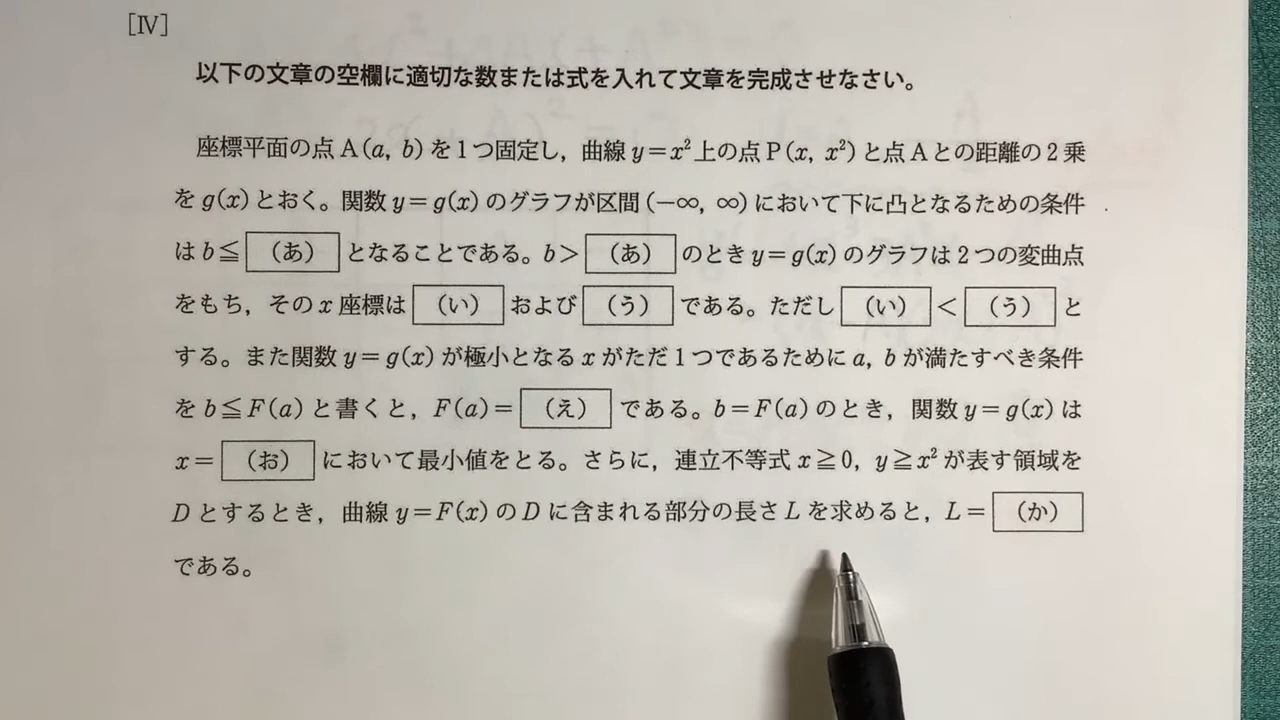 [Ⅳ]
以下の文章の空欄に適切な数または式を入れて文章を完成させなさい。
座標平面の点A(a, b)を1つ固定し，曲線y=x²上の点P(x, x²)と点Aとの距離の2乗
をg(x)とおく。関数y=g(x)のグラフが区間(−∞, ∞)において下に凸となるための条件
はb≦ （あ） となることである。b> （あ） のときy=g(x)のグラフは2つの変曲点
をもち，そのx座標は （い） および （う） である。ただし （い） < （う） と
する。また関数y=g(x)が極小となるxがただ1つであるためにa, bが満たすべき条件
をb≦F(a)と書くと，F(a)= （え） である。b=F(a)のとき，関数y=g(x)は
x= （お） において最小値をとる。さらに，連立不等式x≧0, y≧x²が表す領域を
Dとするとき，曲線y=F(x)のDに含まれる部分の長さLを求めると，L= （か）
である。